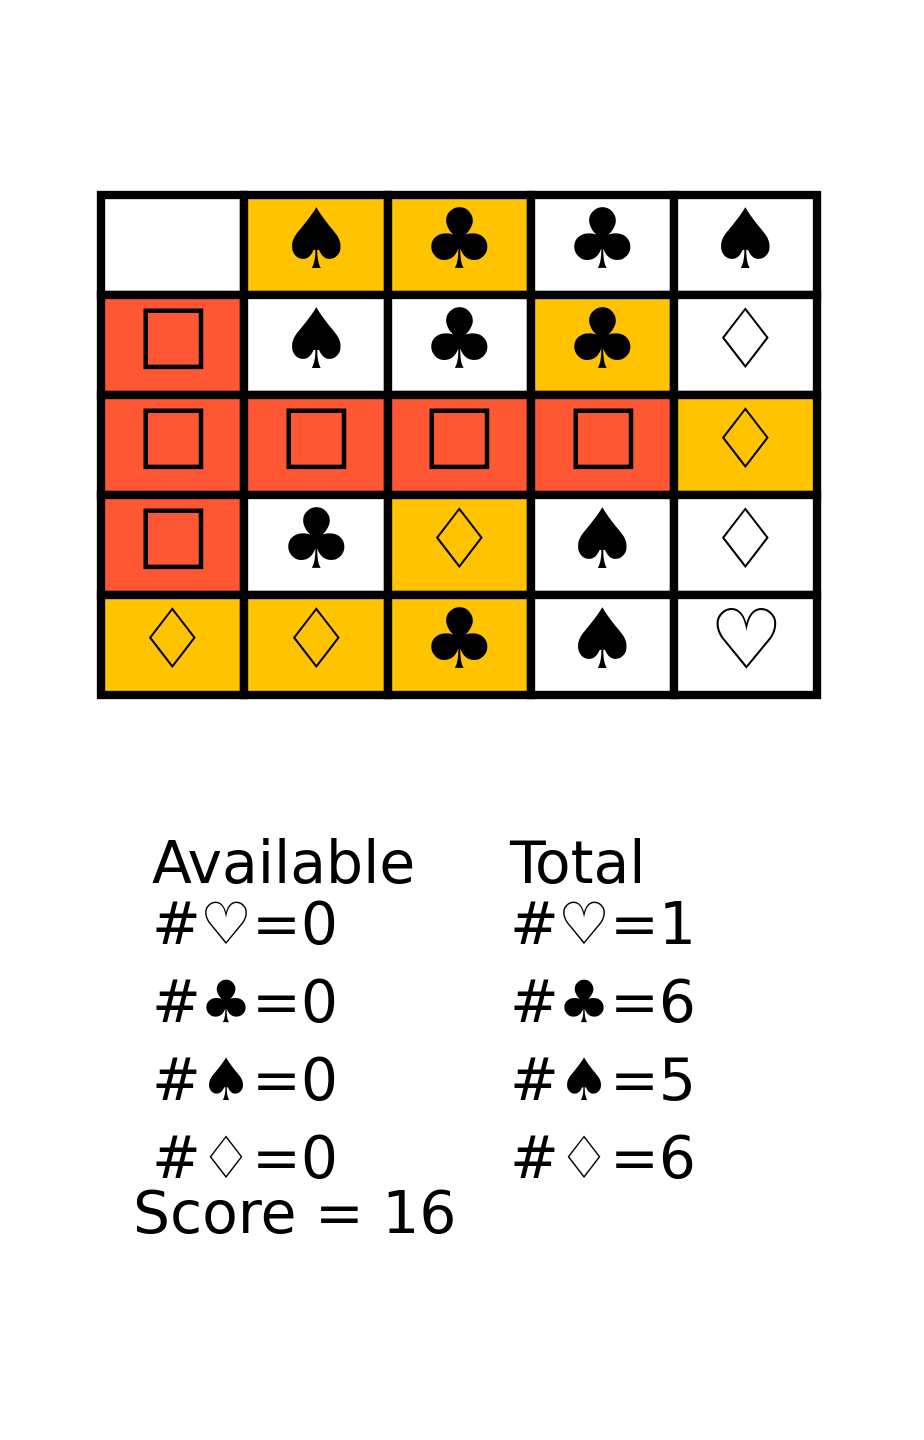 ♠ ♣ ♣ ♠
□ ♠ ♣ ♣ ♢
□ □ □ □ ♢
□ ♣ ♢ ♠ ♢
♢ ♢ ♣ ♠ ♡
Available Total
#♡=0 #♡=1
#♣=0 #♣=6
#♠=0 #♠=5
#♢=0 #♢=6
Score = 16